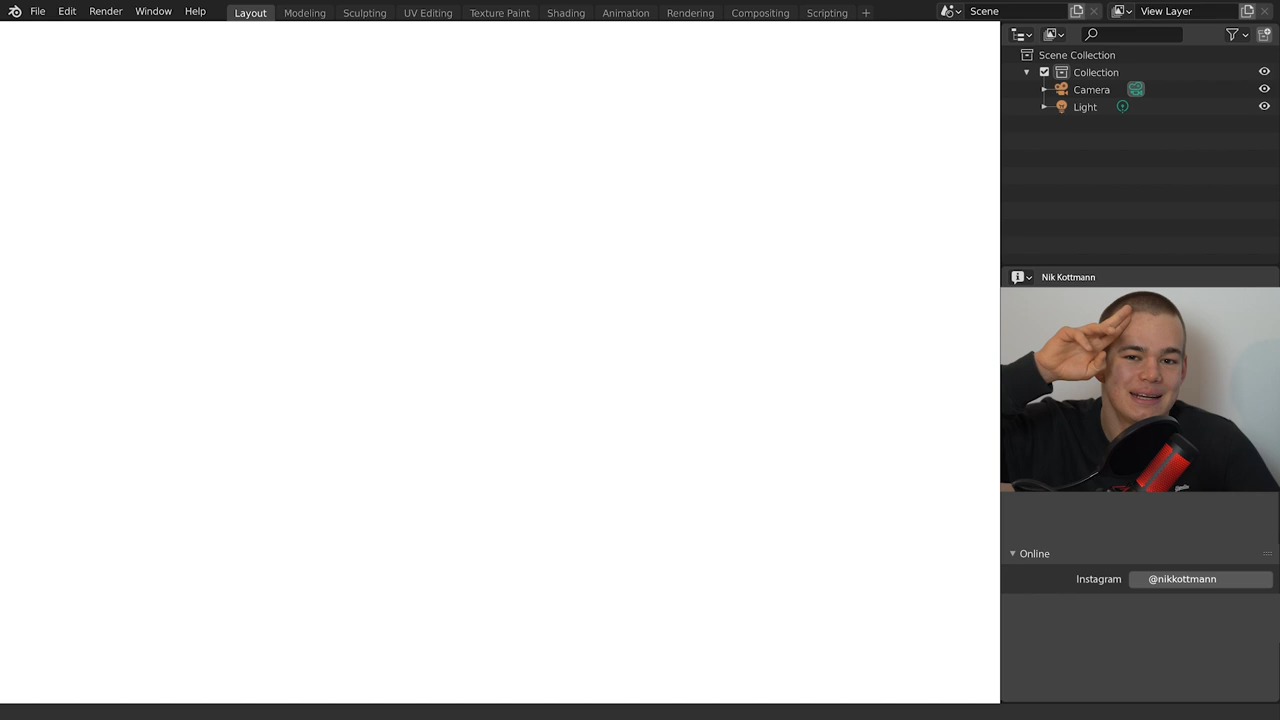 File Edit Render Window Help Layout Modeling Sculpting UV Editing Texture Paint Shading Animation Rendering Compositing Scripting + Scene View Layer
Scene Collection
Collection
Camera
Light
Nik Kottmann
Online
Instagram @nikkottmann